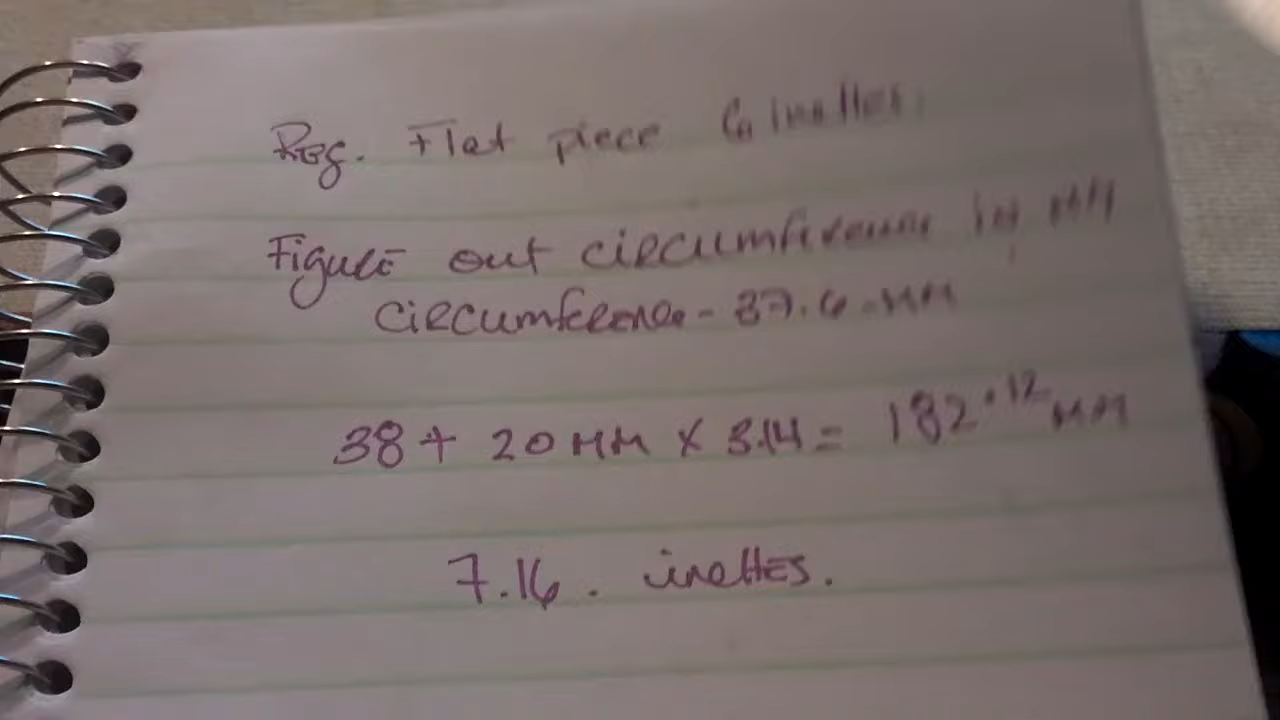 Reg. Flat piece 6 inches.
Figure out circumference in MM
circumference - 37.6 MM
38 + 20 MM x 3.14 = 182.12 MM
7.16. inches.